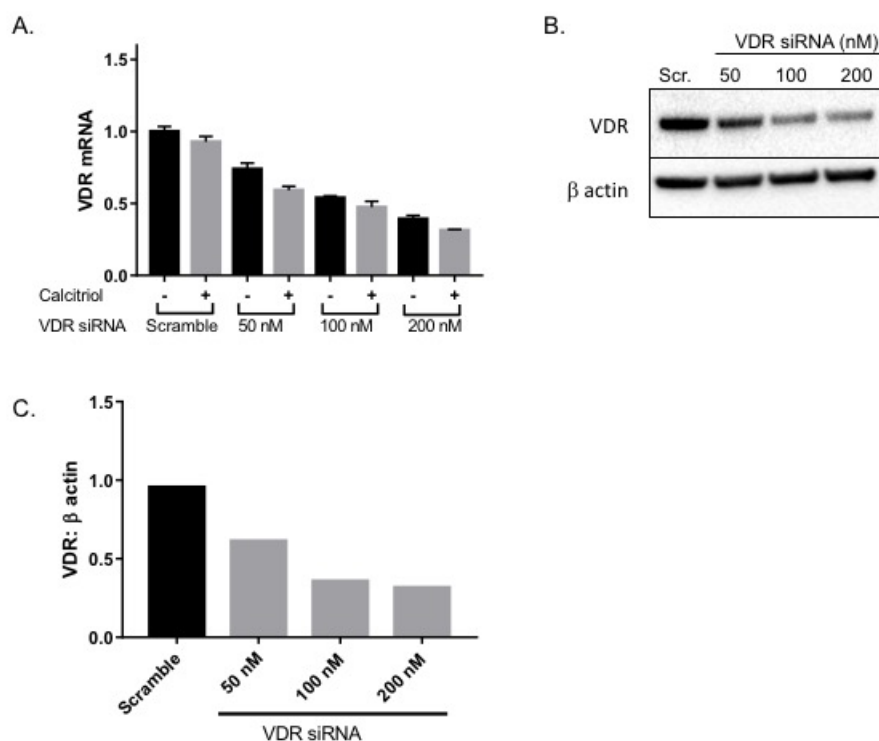 A.
1.5
1.0
0.5
0.0
VDR mRNA
Calcitriol - + - + - + - +
VDR siRNA Scramble 50 nM 100 nM 200 nM
B.
VDR siRNA (nM)
Scr. 50 100 200
VDR
β actin
C.
1.5
1.0
0.5
0.0
VDR: β actin
Scramble 50 nM 100 nM 200 nM
VDR siRNA